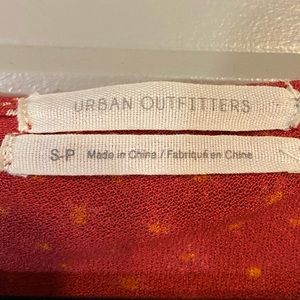 URBAN OUTFITTERS
S-P Made in China / Fabriqué en Chine